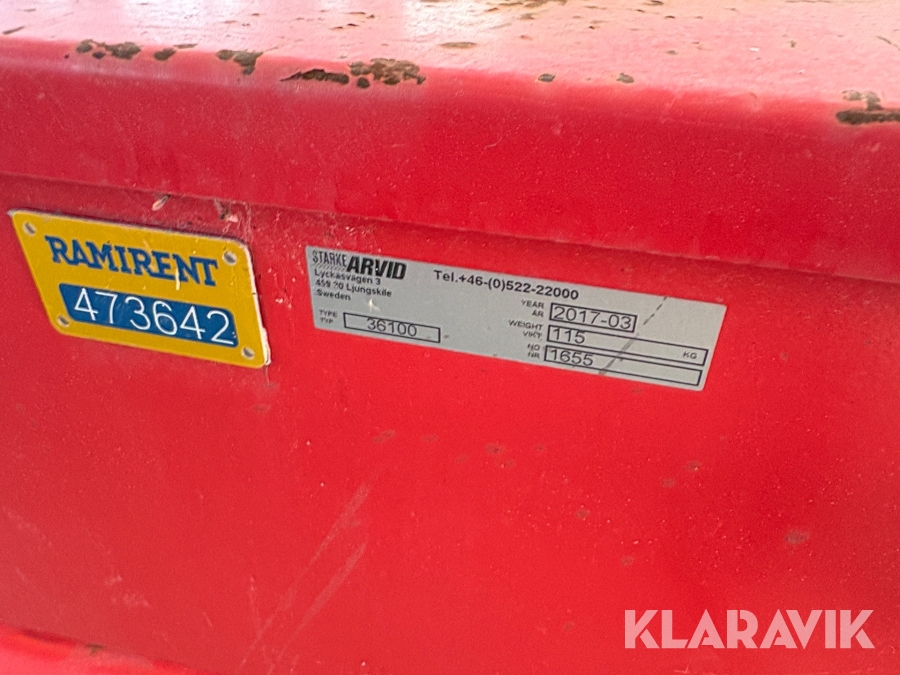 RAMIRENT
473642
STARKE ARVID
Lyckasvägen 3
459 30 Ljungskile
Sweden
Tel.+46-(0)522-22000
TYPE
TYP
36100
YEAR
ÅR
2017-03
WEIGHT
VIKT
115
KG
NO
NR
1655
KLARAVIK